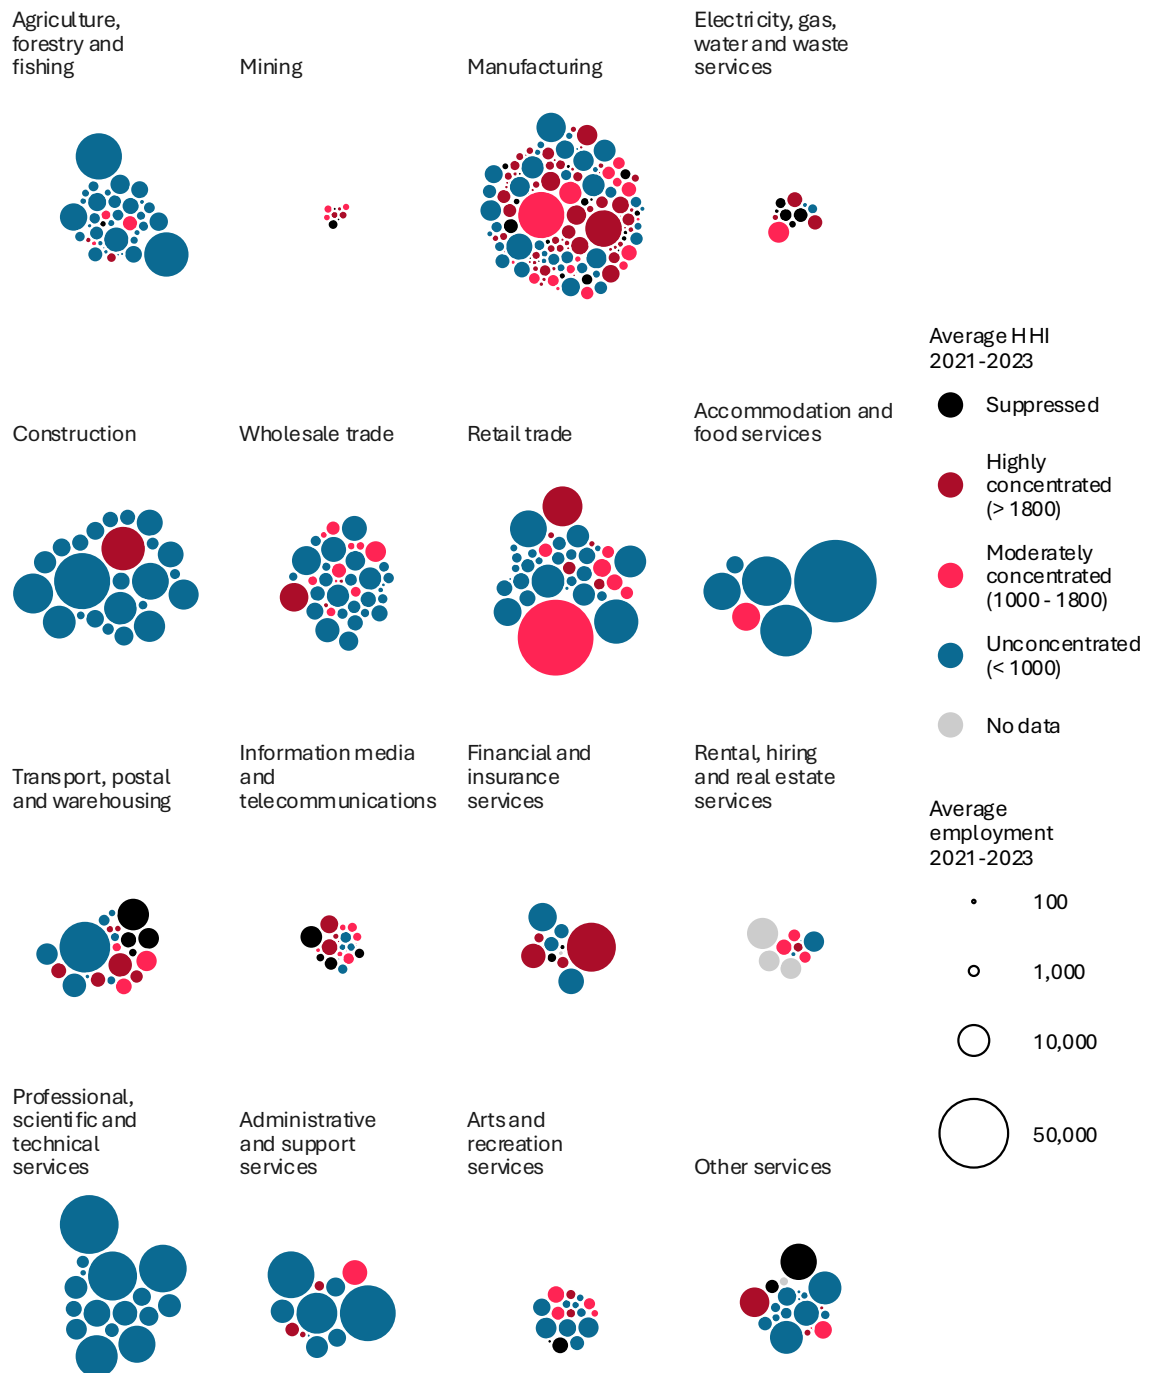 Agriculture,
forestry and
fishing
Mining
Manufacturing
Electricity, gas,
water and waste
services
Construction
Wholesale trade
Retail trade
Accommodation and
food services
Transport, postal
and warehousing
Information media
and
telecommunications
Financial and
insurance
services
Rental, hiring
and real estate
services
Professional,
scientific and
technical
services
Administrative
and support
services
Arts and
recreation
services
Other services
Average HHI
2021-2023
Suppressed
Highly
concentrated
(> 1800)
Moderately
concentrated
(1000 - 1800)
Unconcentrated
(< 1000)
No data
Average
employment
2021-2023
100
1,000
10,000
50,000